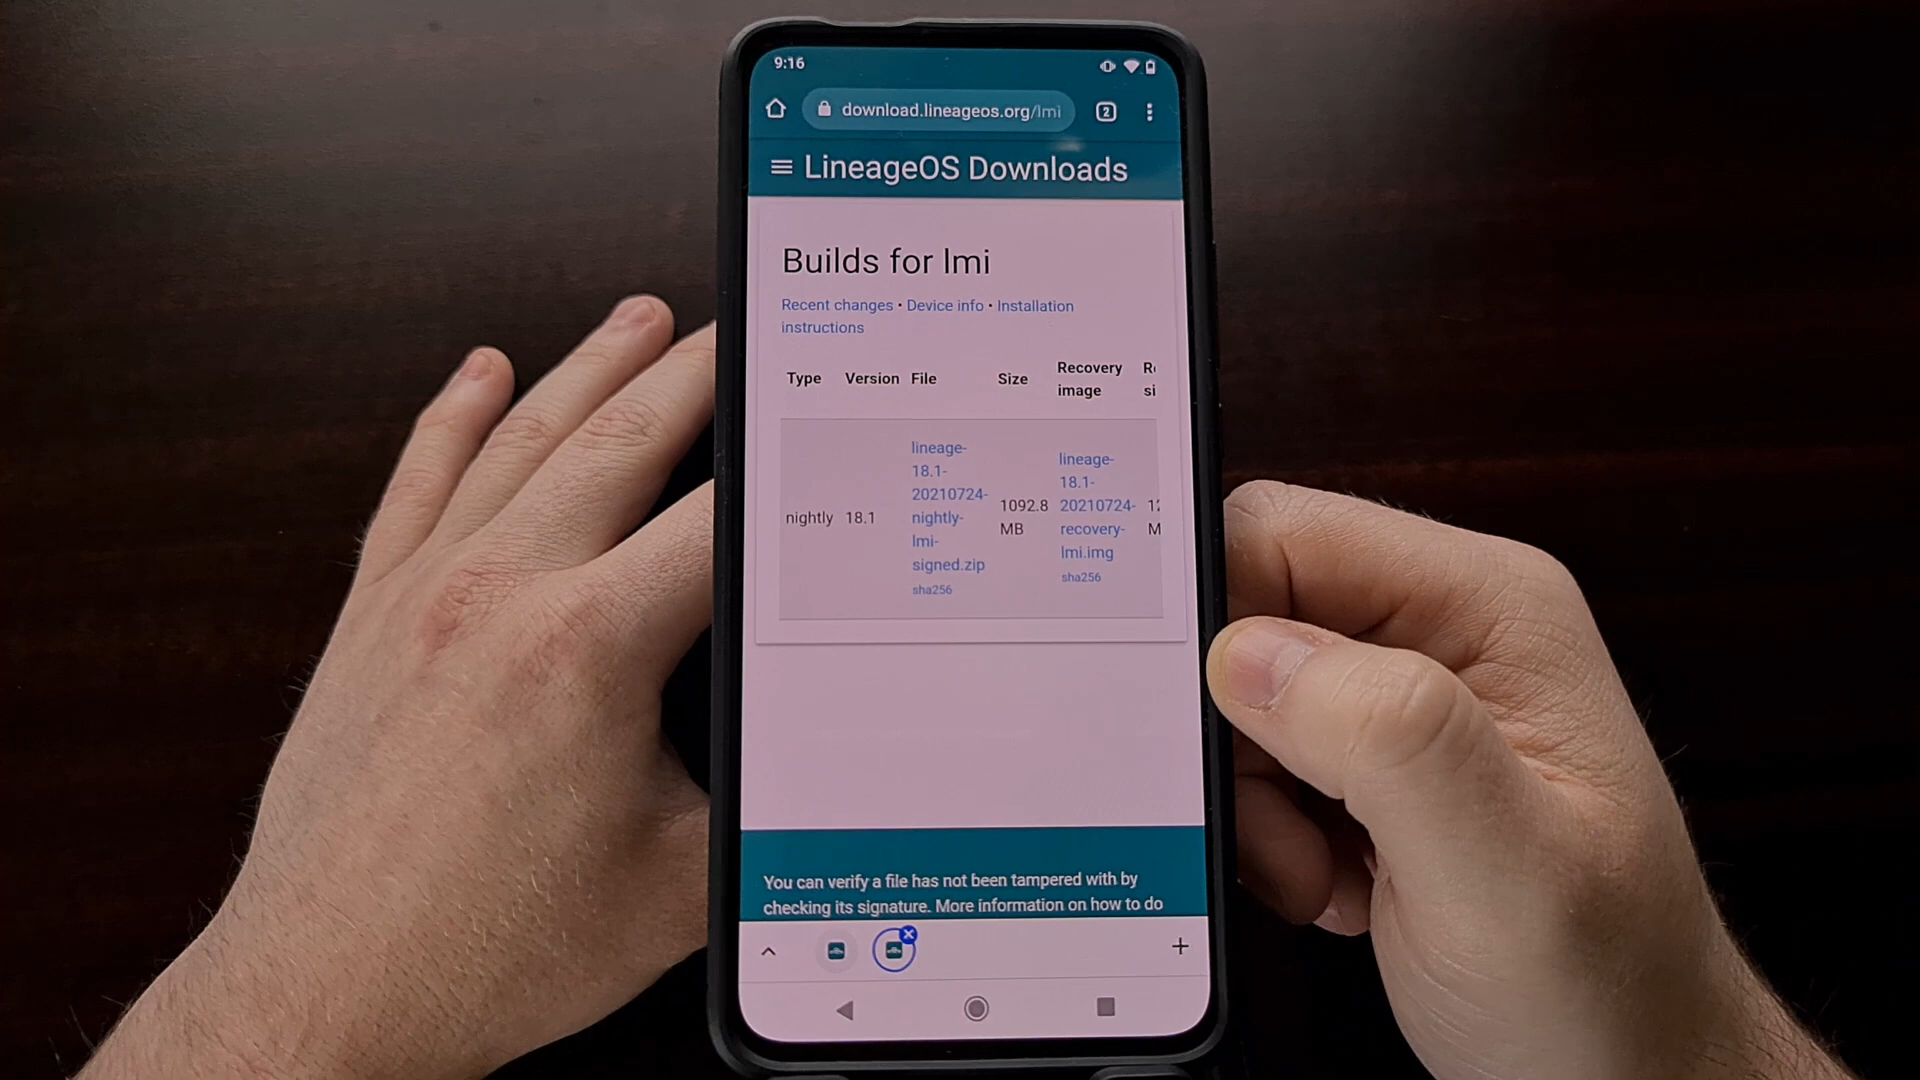 9:16
download.lineageos.org/lmi
2
LineageOS Downloads
Builds for lmi
Recent changes • Device info • Installation
instructions
Type
Version
File
Size
Recovery
image
nightly
18.1
lineage-
18.1-
20210724-
nightly-
lmi-
signed.zip
sha256
1092.8
MB
lineage-
18.1-
20210724-
recovery-
lmi.img
sha256
You can verify a file has not been tampered with by
checking its signature. More information on how to do